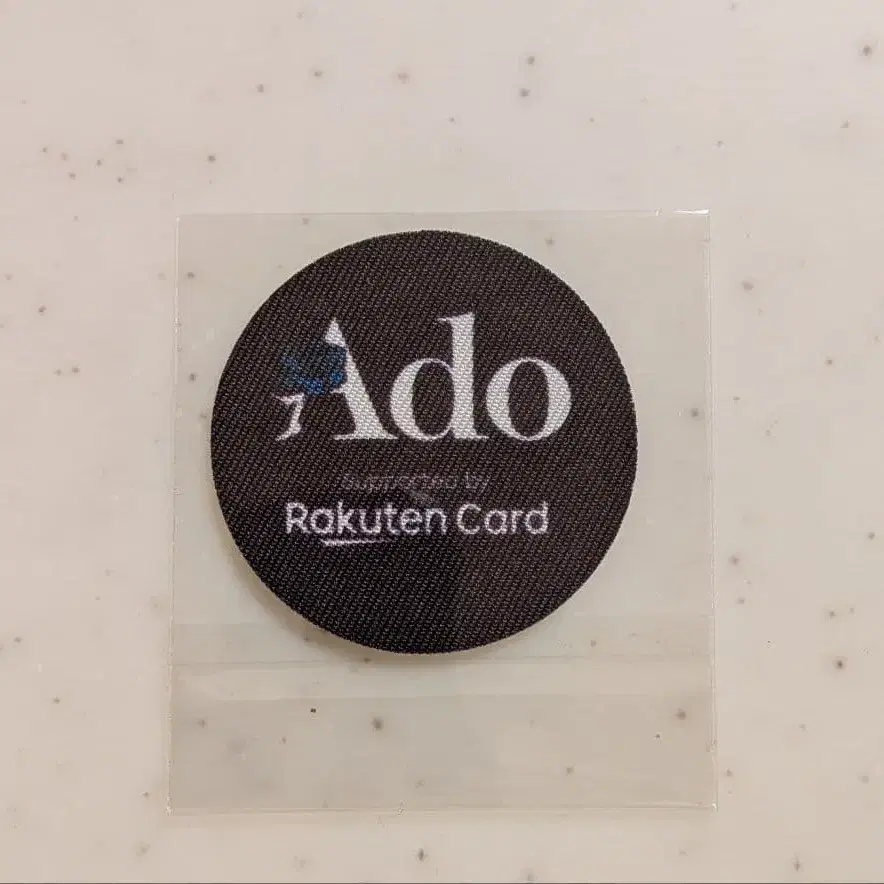 Ado
Supported by
Rakuten Card